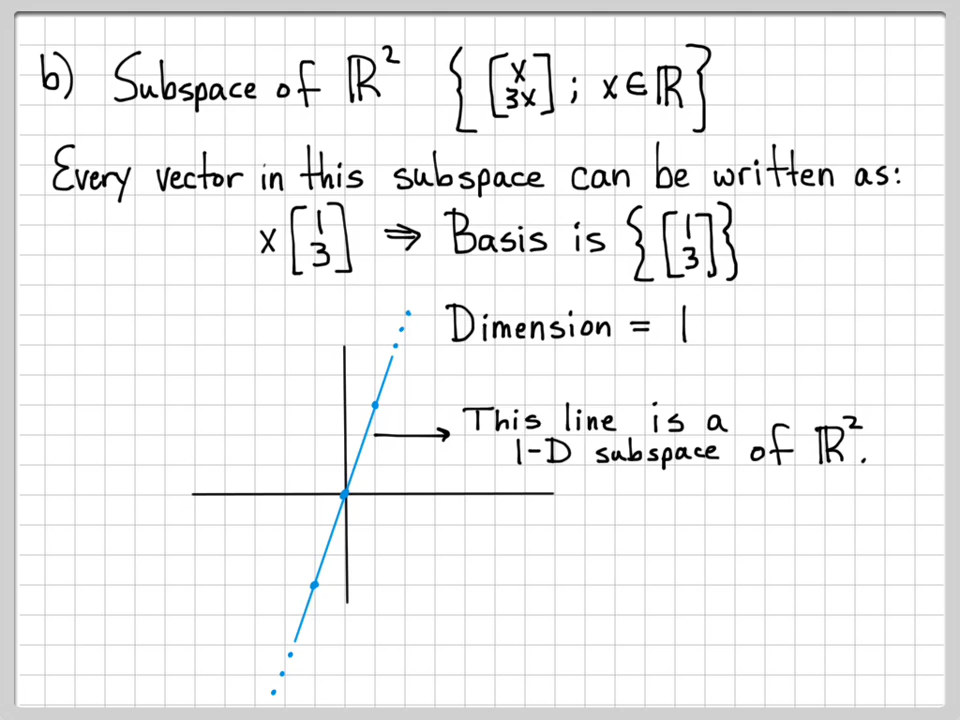 b) Subspace of ℝ² { [x 3x] ; x ∈ ℝ }
Every vector in this subspace can be written as:
x [1 3] ⇒ Basis is { [1 3] }
Dimension = 1
This line is a
1-D subspace of ℝ².